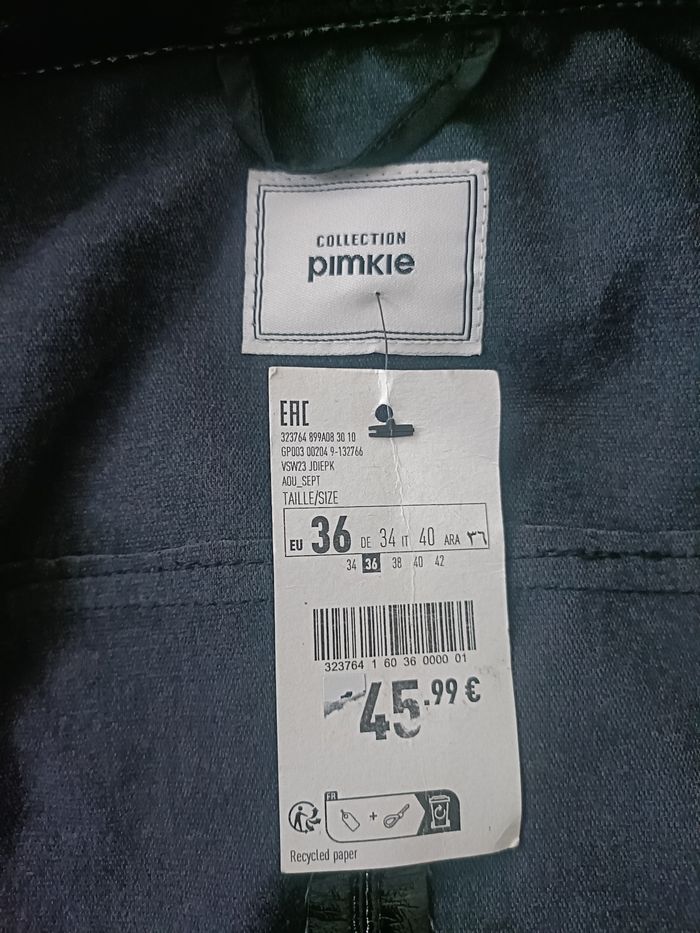 COLLECTION
pimkie
EAC
323764 899A08 30 10
GP003 00204 9-132766
VSW23 JDIEPK
AOU_SEPT
TAILLE/SIZE
EU 36 DE 34 IT 40 ARA ٣٦
34 36 38 40 42
323764 1 60 36 0000 01
45.99 €
FR
+
Recycled paper